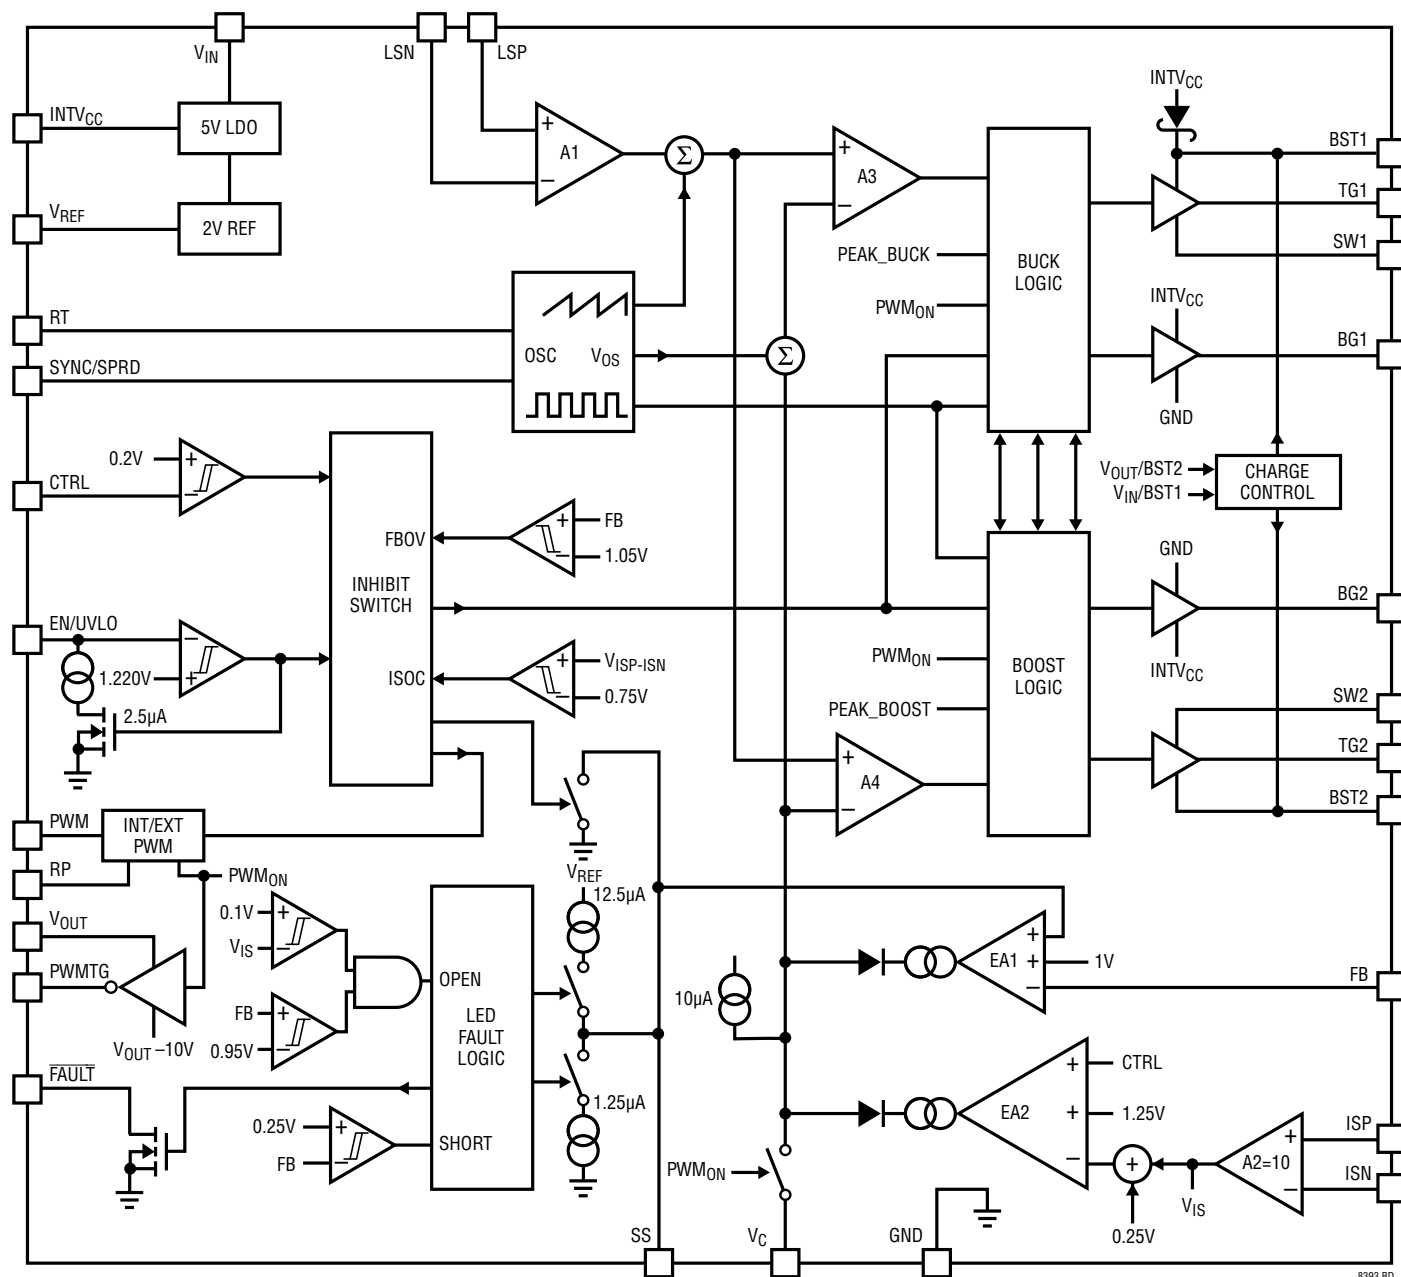 VIN
LSN
LSP
INTVCC
5V LDO
VREF
2V REF
+
A1
−
Σ
+
A3
−
PEAK_BUCK
PWMON
BUCK
LOGIC
INTVCC
BST1
TG1
SW1
INTVCC
BG1
GND
RT
SYNC/SPRD
OSC
VOS
Σ
VOUT/BST2
VIN/BST1
CHARGE
CONTROL
CTRL
0.2V
+
−
FBOV
+
FB
−
1.05V
INHIBIT
SWITCH
EN/UVLO
−
1.220V
+
2.5µA
ISOC
+
VISP-ISN
−
0.75V
PWMON
BOOST
LOGIC
PEAK_BOOST
+
A4
−
GND
BG2
INTVCC
SW2
TG2
BST2
PWM
INT/EXT
PWM
RP
PWMON
VOUT
PWMTG
VOUT −10V
0.1V
+
VIS
−
FB
+
0.95V
−
OPEN
LED
FAULT
LOGIC
SHORT
VREF
12.5µA
1.25µA
FAULT
0.25V
+
FB
−
10µA
+
EA1
+
1V
−
FB
+
CTRL
EA2
+
1.25V
−
+
0.25V
VIS
+
A2=10
−
ISP
ISN
PWMON
SS
VC
GND
8393 BD